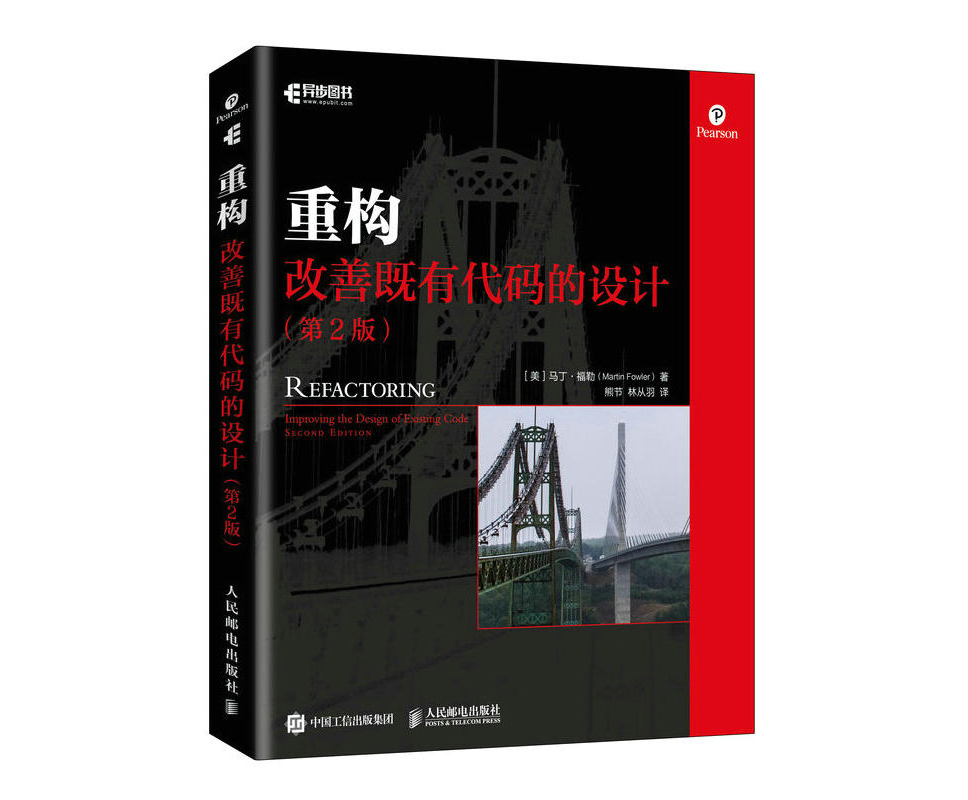 Pearson
重构
改善既有代码的设计
(第2版)
人民邮电出版社
异步图书
www.epubit.com
Pearson
重构
改善既有代码的设计
(第2版)
[美]马丁·福勒(Martin Fowler)著
熊节 林从羽 译
REFACTORING
Improving the Design of Existing Code
SECOND EDITION
中国工信出版集团
人民邮电出版社
POSTS & TELECOM PRESS